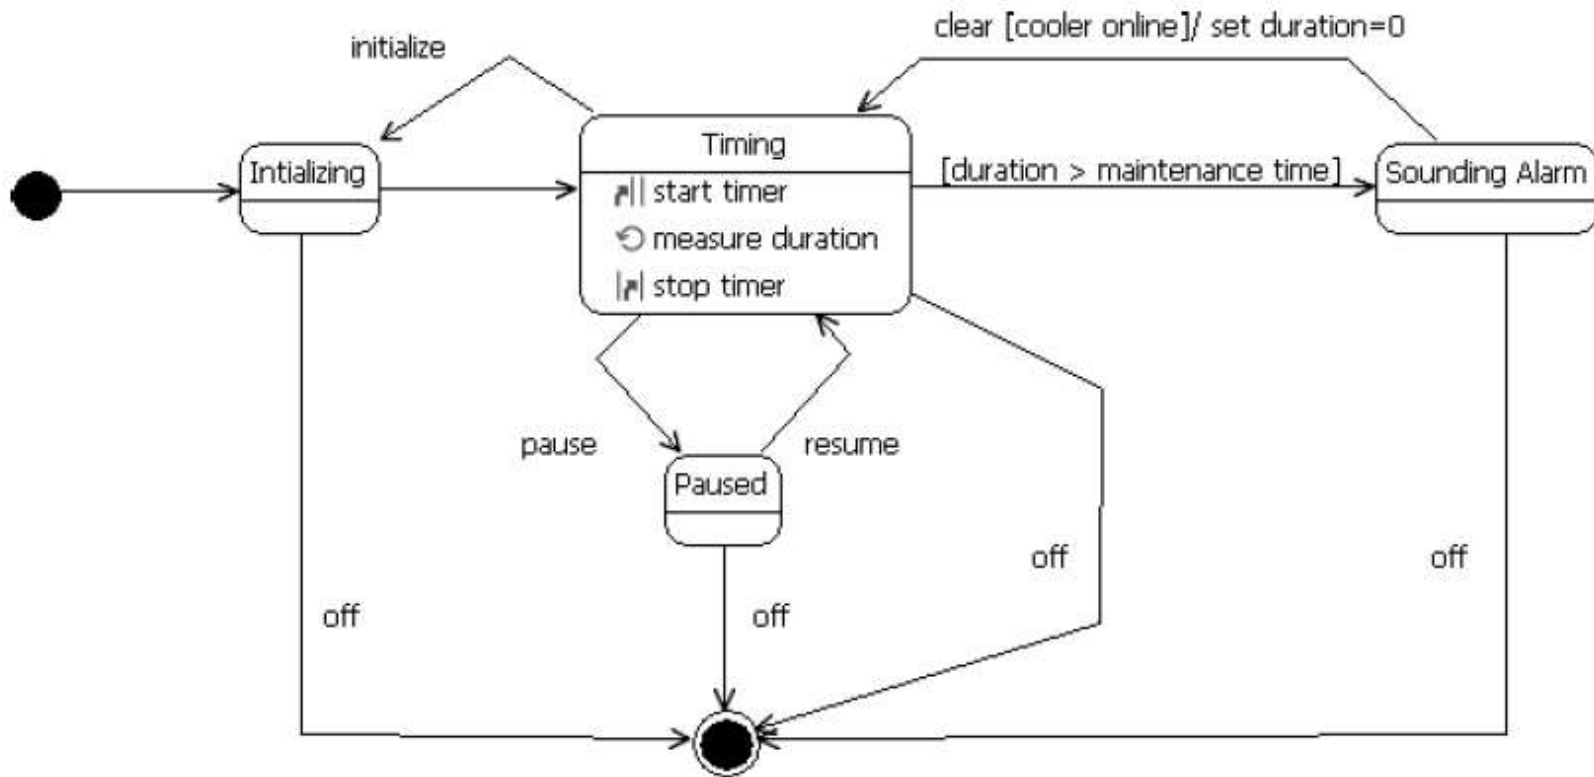 clear [cooler online]/ set duration=0
initialize
Timing
Intializing
[duration > maintenance time]
Sounding Alarm
start timer
measure duration
stop timer
pause
resume
Paused
off
off
off
off